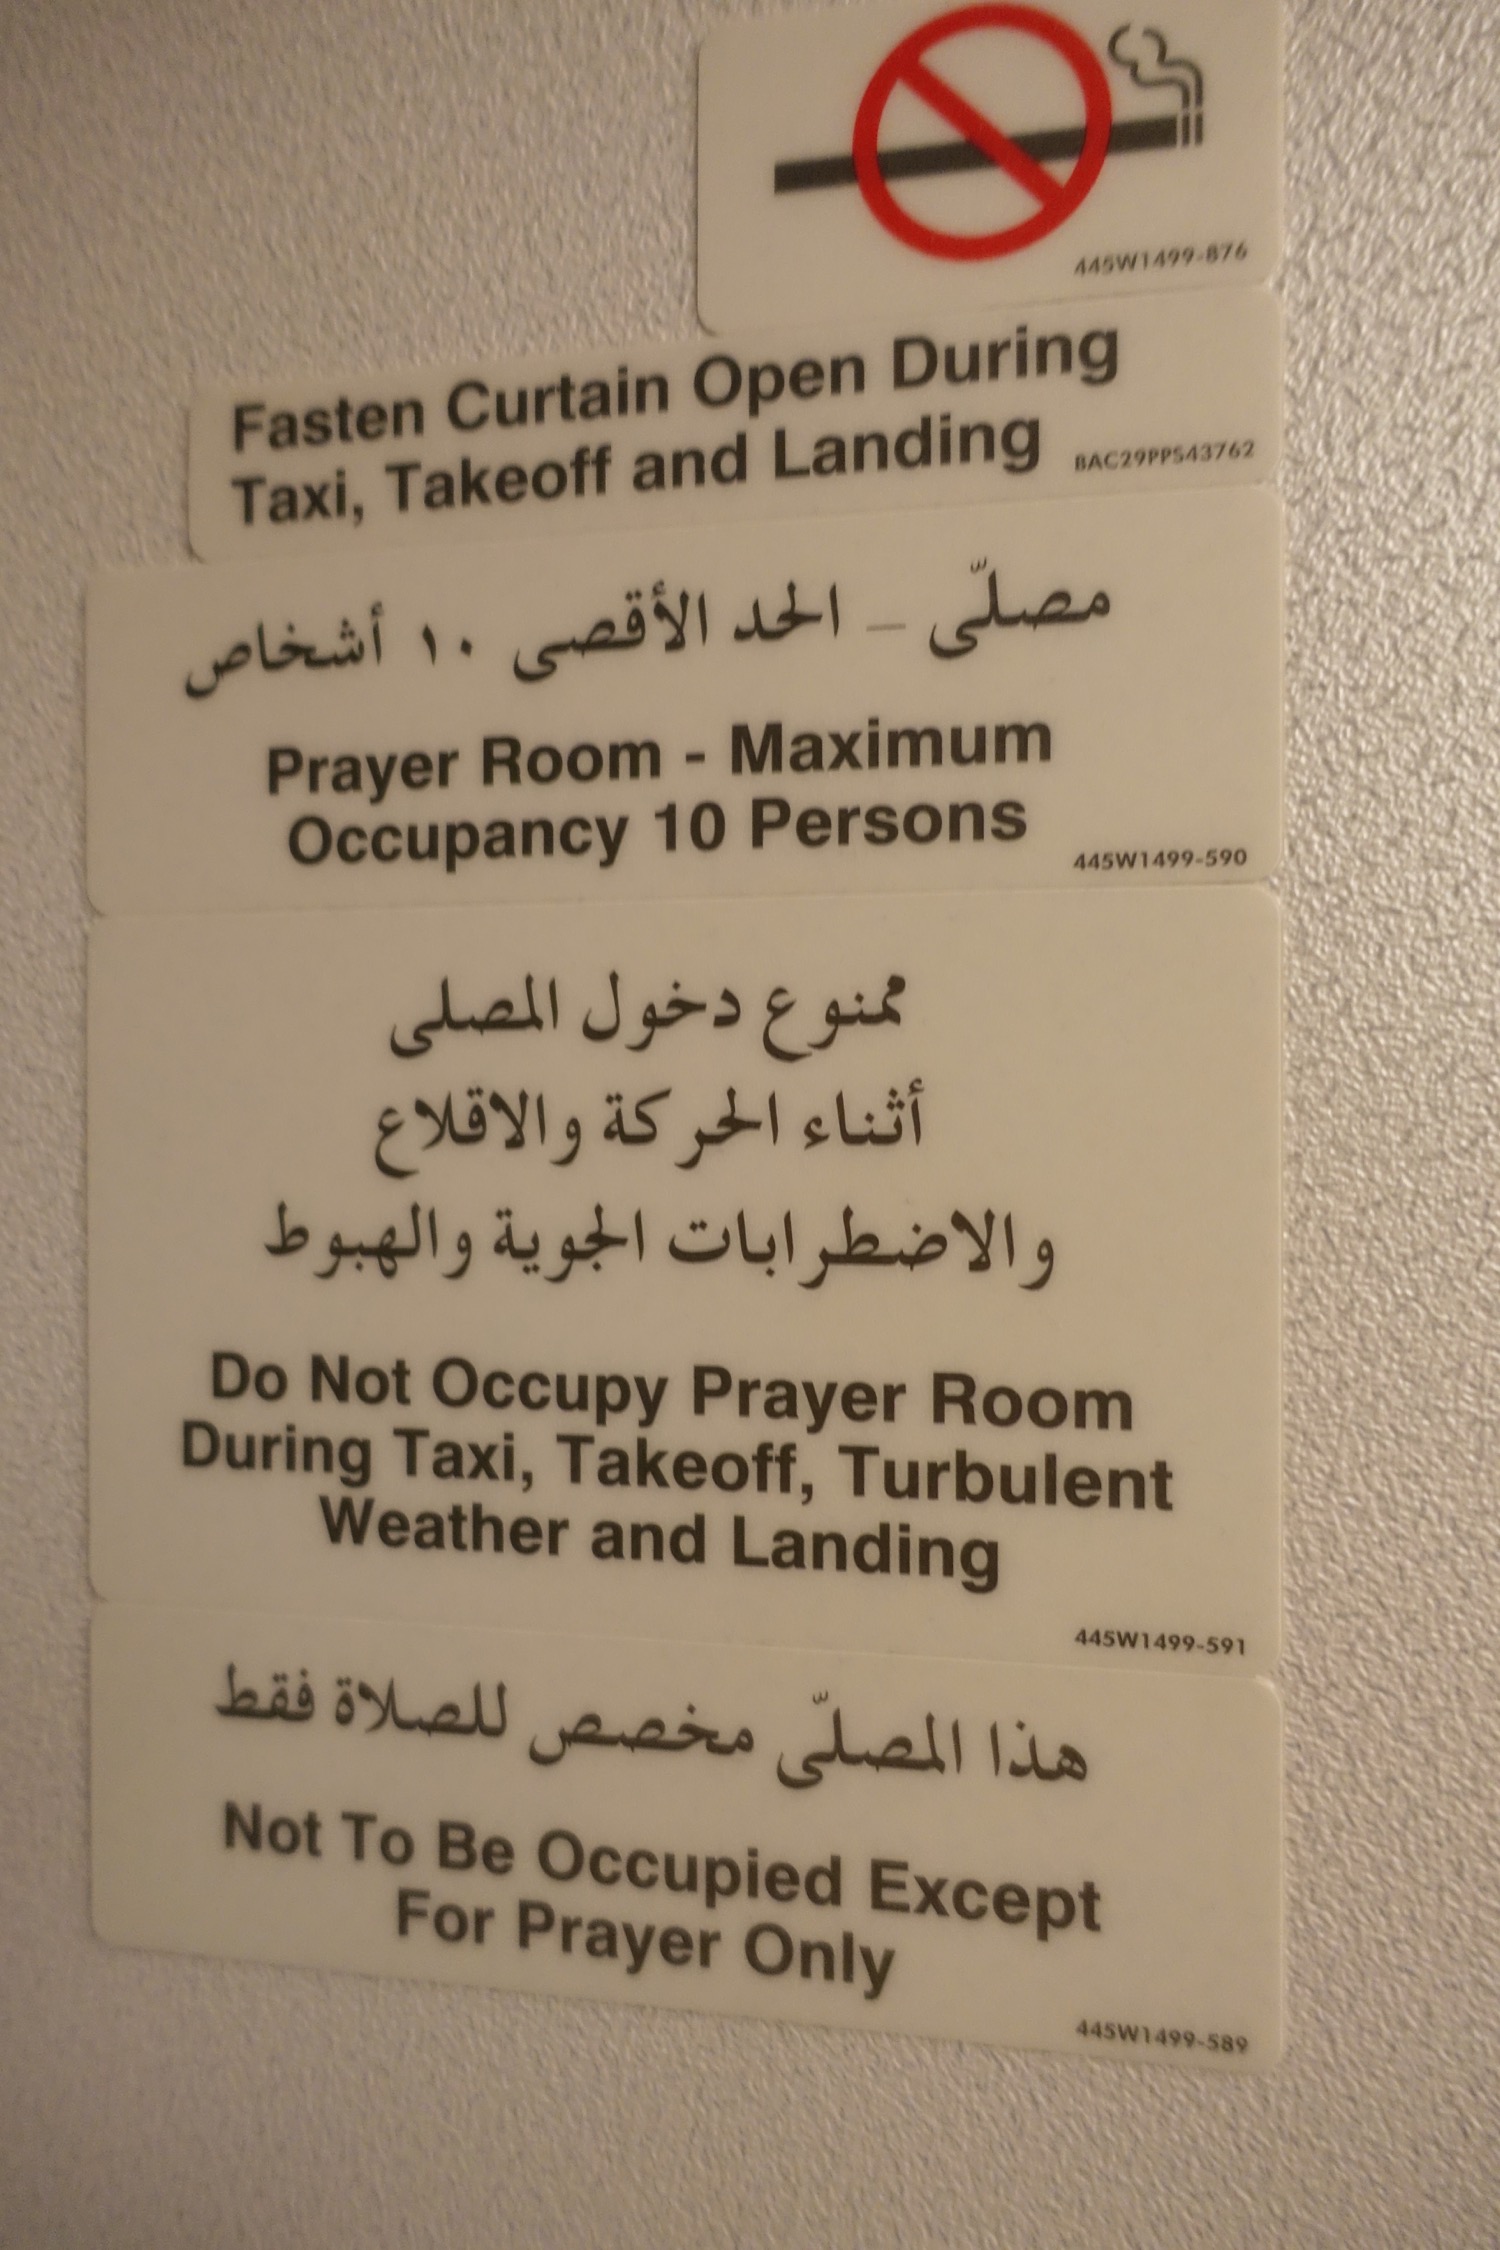 445W1499-876
Fasten Curtain Open During
Taxi, Takeoff and Landing
BAC29PPS43762
مصلّى - الحد الأقصى ١٠ أشخاص
Prayer Room - Maximum
Occupancy 10 Persons
445W1499-590
ممنوع دخول المصلى
أثناء الحركة والاقلاع
والاضطرابات الجوية والهبوط
Do Not Occupy Prayer Room
During Taxi, Takeoff, Turbulent
Weather and Landing
445W1499-591
هذا المصلّى مخصص للصلاة فقط
Not To Be Occupied Except
For Prayer Only
445W1499-589